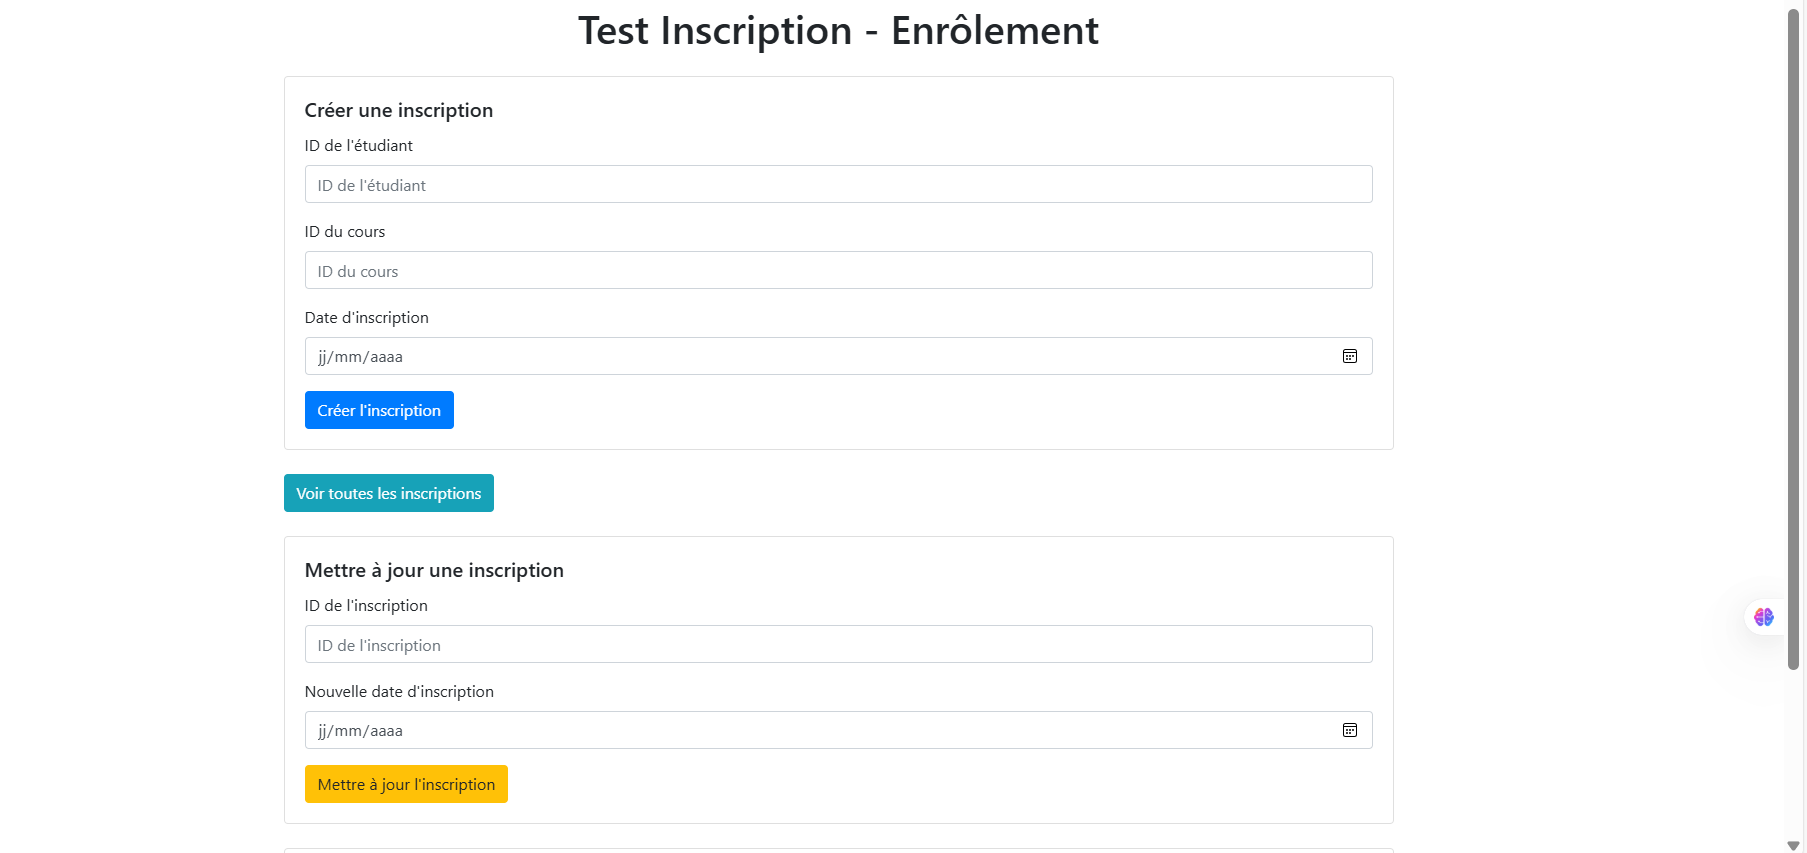 Test Inscription - Enrôlement
Créer une inscription
ID de l'étudiant
ID de l'étudiant
ID du cours
ID du cours
Date d'inscription
jj/mm/aaaa
Créer l'inscription
Voir toutes les inscriptions
Mettre à jour une inscription
ID de l'inscription
ID de l'inscription
Nouvelle date d'inscription
jj/mm/aaaa
Mettre à jour l'inscription